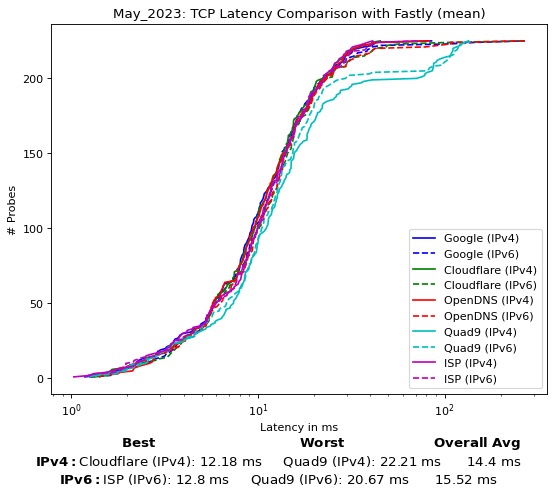 May_2023: TCP Latency Comparison with Fastly (mean)
200
150
100
50
0
# Probes
Google (IPv4)
Google (IPv6)
Cloudflare (IPv4)
Cloudflare (IPv6)
OpenDNS (IPv4)
OpenDNS (IPv6)
Quad9 (IPv4)
Quad9 (IPv6)
ISP (IPv4)
ISP (IPv6)
10⁰ 10¹ 10²
Latency in ms
Best Worst Overall Avg
IPv4: Cloudflare (IPv4): 12.18 ms Quad9 (IPv4): 22.21 ms 14.4 ms
IPv6: ISP (IPv6): 12.8 ms Quad9 (IPv6): 20.67 ms 15.52 ms